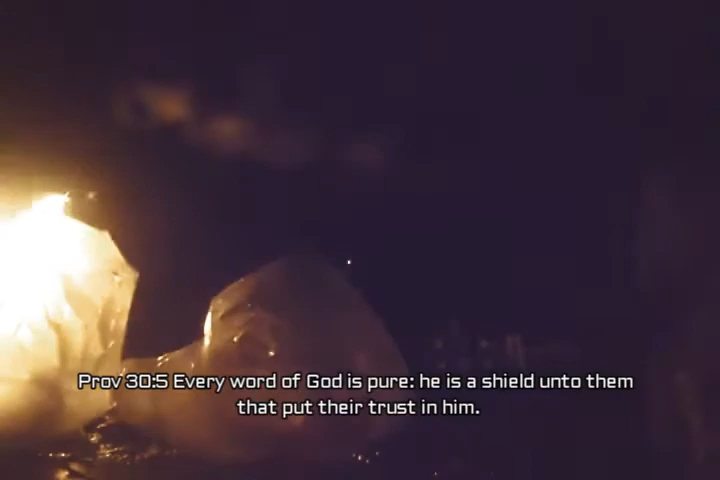 Prov 30:5 Every word of God is pure: he is a shield unto them
that put their trust in him.